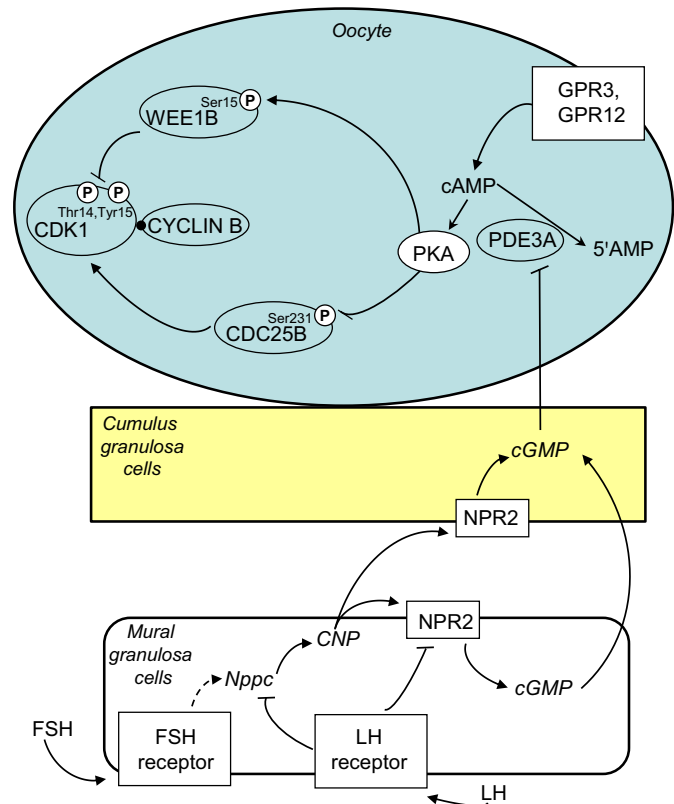 Oocyte
GPR3,
GPR12
Ser15 P
WEE1B
P P
Thr14,Tyr15
CDK1
CYCLIN B
cAMP
PKA
PDE3A
5'AMP
Ser231 P
CDC25B
Cumulus
granulosa
cells
cGMP
NPR2
Mural
granulosa
cells
CNP
NPR2
Nppc
cGMP
FSH
FSH
receptor
LH
receptor
LH